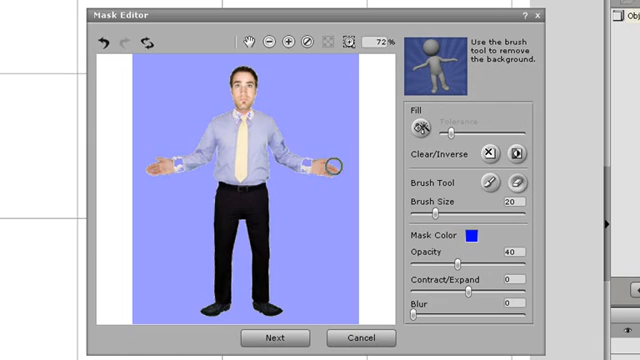 Mask Editor
? x
72 %
Use the brush
tool to remove
the background.
Fill
Tolerance
Clear/Inverse
Brush Tool
Brush Size 20
Mask Color
Opacity 40
Contract/Expand 0
Blur 0
Next Cancel
Obj